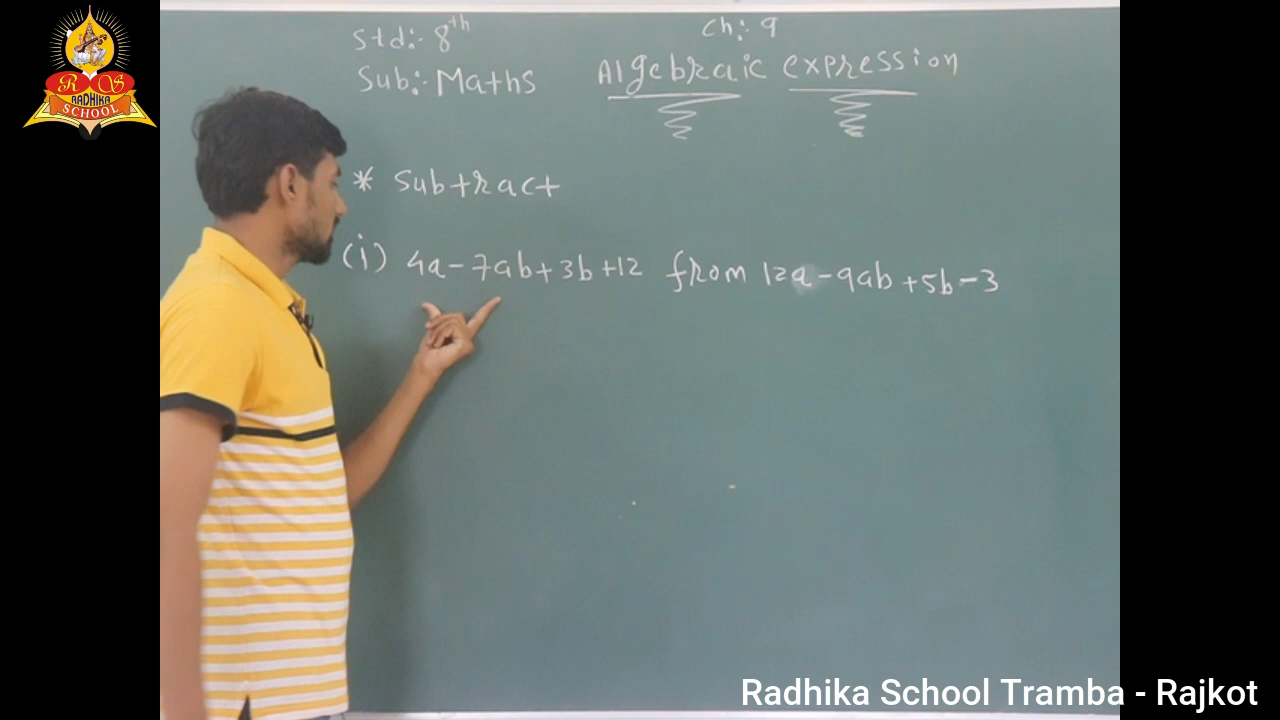 R S
RADHIKA
SCHOOL
Std:- 8th
Ch:- 9
Sub:- Maths
Algebraic expression
* Subtract
(i) 4a-7ab+3b+12 from 12a-9ab+5b-3
Radhika School Tramba - Rajkot